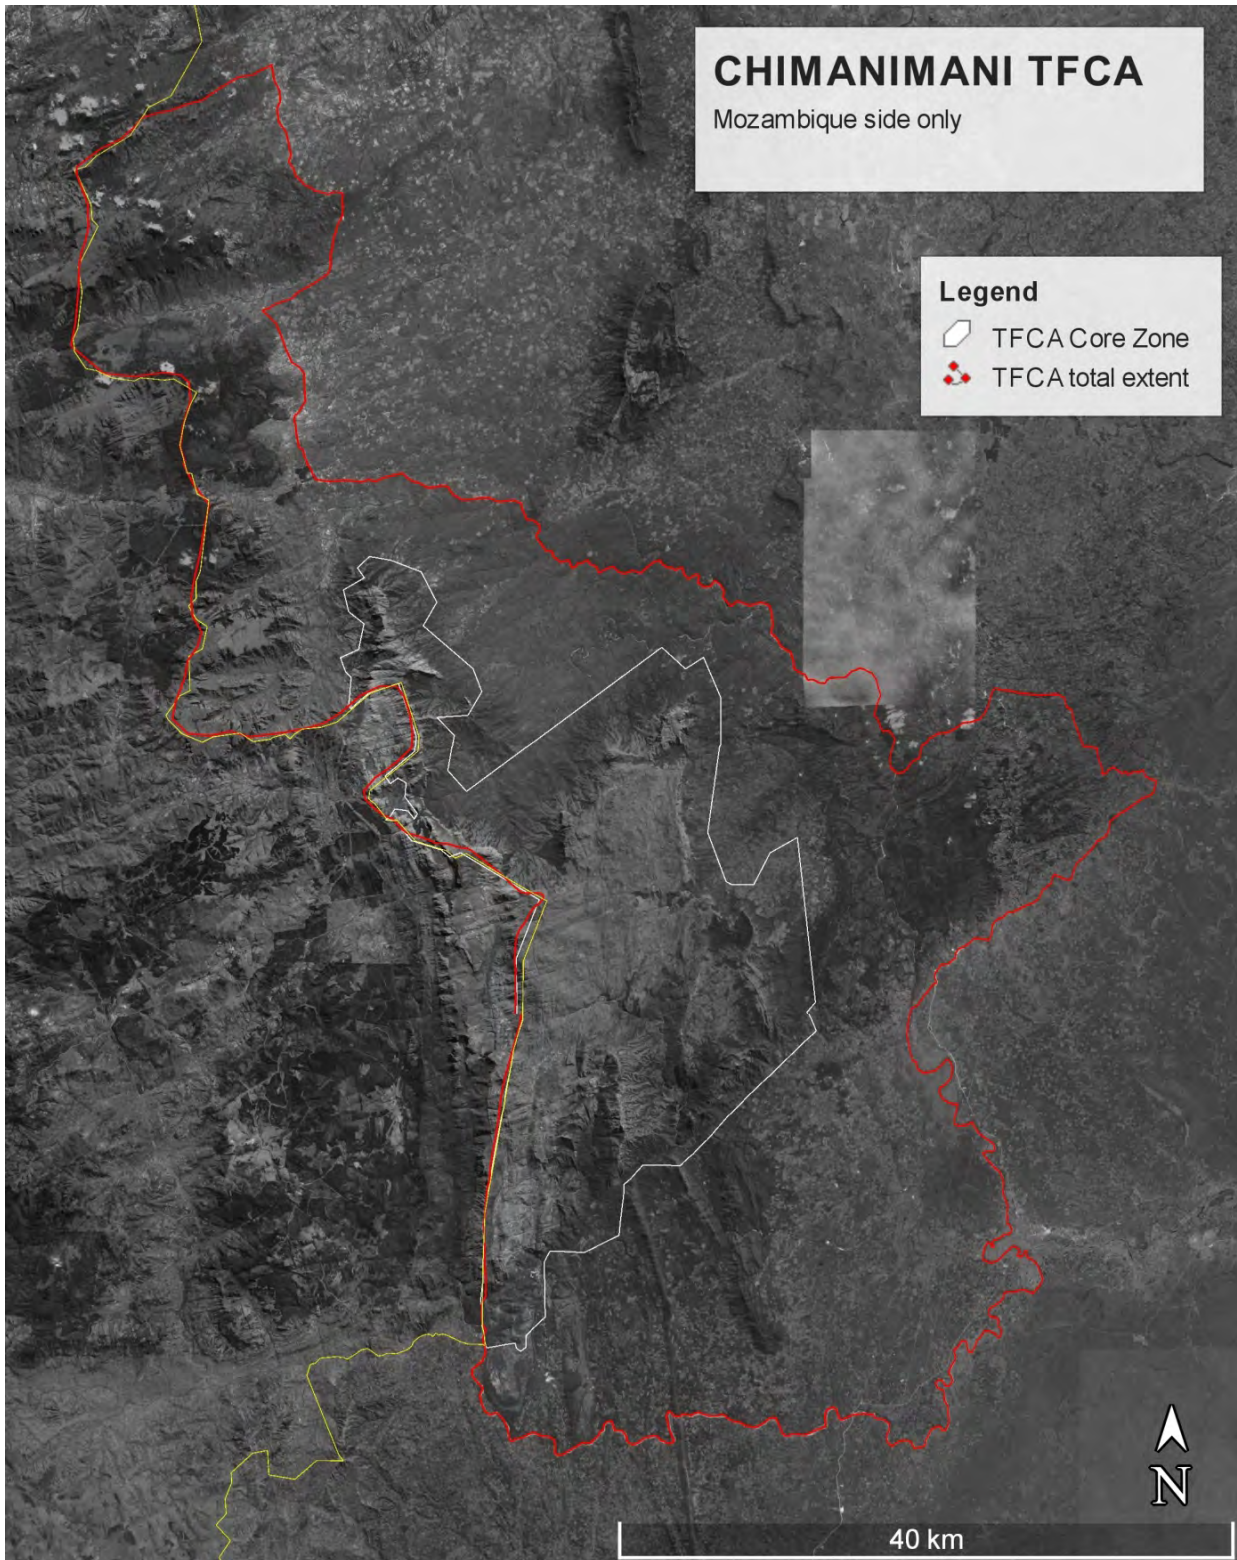 CHIMANIMANI TFCA
Mozambique side only
Legend
TFCA Core Zone
TFCA total extent
N
40 km